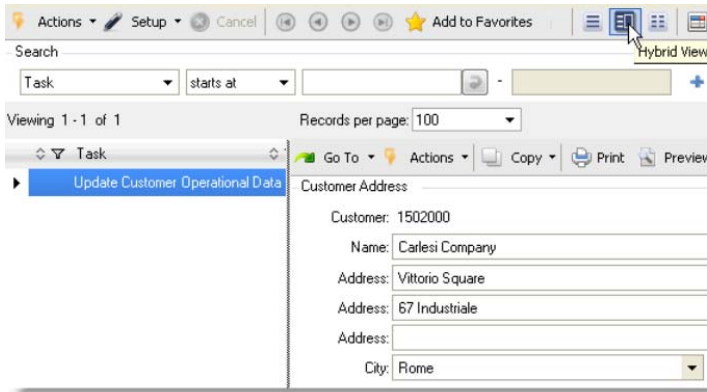 Actions Setup Cancel Add to Favorites
Hybrid View
Search
Task starts at -
Viewing 1 - 1 of 1 Records per page: 100
Task Go To Actions Copy Print Preview
Update Customer Operational Data Customer Address
Customer: 1502000
Name: Carlesi Company
Address: Vittorio Square
Address: 67 Industriale
Address:
City: Rome